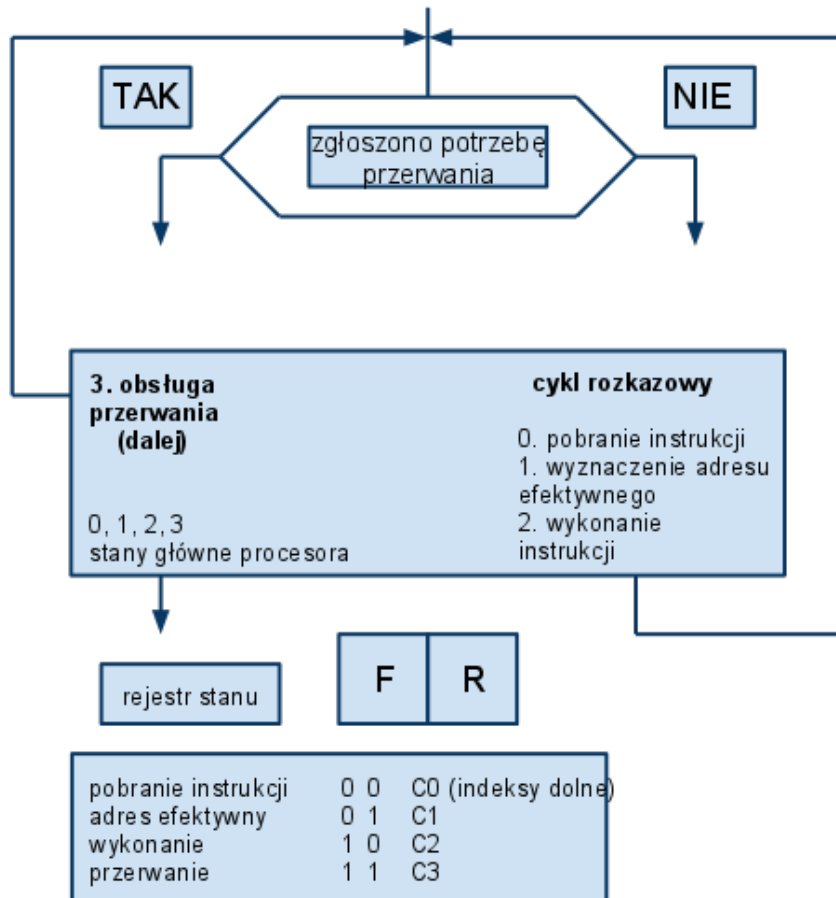 TAK
NIE
zgłoszono potrzebę
przerwania
3. obsługa
przerwania
(dalej)
0, 1, 2, 3
stany główne procesora
cykl rozkazowy
0. pobranie instrukcji
1. wyznaczenie adresu
efektywnego
2. wykonanie
instrukcji
rejestr stanu
F R
pobranie instrukcji 0 0 C0 (indeksy dolne)
adres efektywny 0 1 C1
wykonanie 1 0 C2
przerwanie 1 1 C3